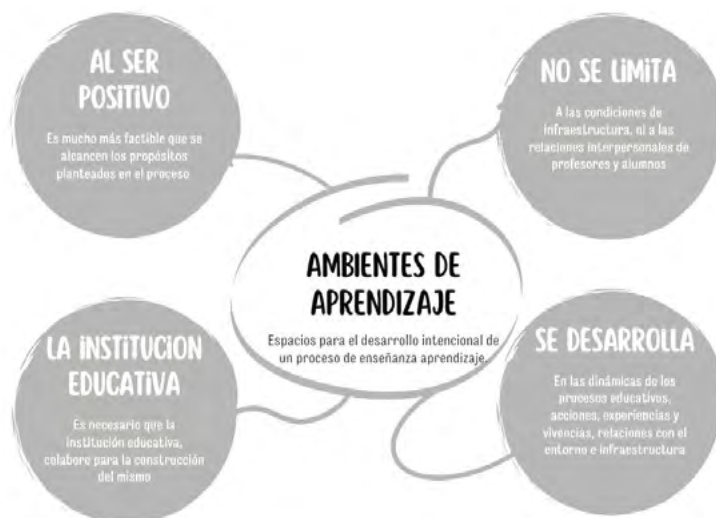 AL SER
POSITIVO
Es mucho más factible que se
alcancen los propósitos
planteados en el proceso
NO SE LIMITA
A las condiciones de
infraestructura, ni a las
relaciones interpersonales de
profesores y alumnos
AMBIENTES DE
APRENDIZAJE
Espacios para el desarrollo intencional de
un proceso de enseñanza aprendizaje.
LA INSTITUCION
EDUCATIVA
Es necesario que la
institución educativa,
colabore para la construcción
del mismo
SE DESARROLLA
En las dinámicas de los
procesos educativos,
acciones, experiencias y
vivencias, relaciones con el
entorno e infraestructura